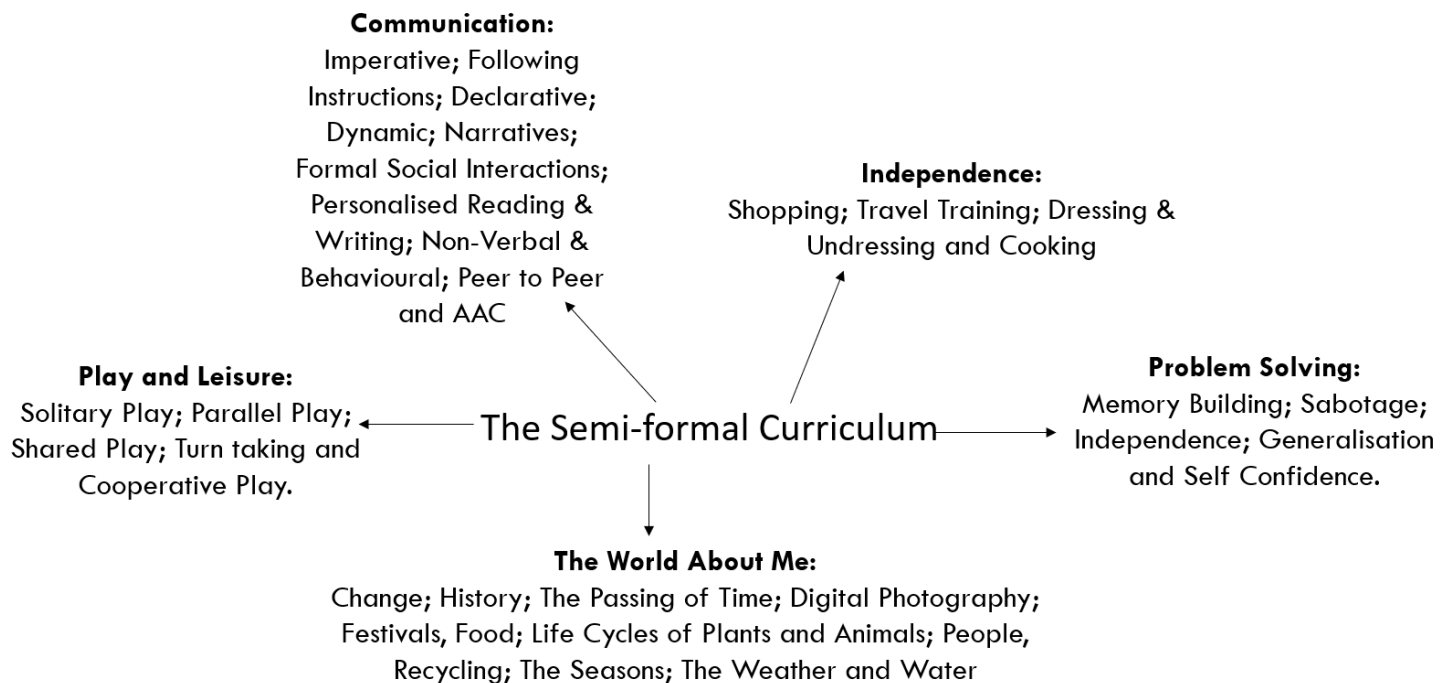 Communication:
Imperative; Following
Instructions; Declarative;
Dynamic; Narratives;
Formal Social Interactions;
Personalised Reading &
Writing; Non-Verbal &
Behavioural; Peer to Peer
and AAC
Independence:
Shopping; Travel Training; Dressing &
Undressing and Cooking
Play and Leisure:
Solitary Play; Parallel Play;
Shared Play; Turn taking and
Cooperative Play.
The Semi-formal Curriculum
Problem Solving:
Memory Building; Sabotage;
Independence; Generalisation
and Self Confidence.
The World About Me:
Change; History; The Passing of Time; Digital Photography;
Festivals, Food; Life Cycles of Plants and Animals; People,
Recycling; The Seasons; The Weather and Water